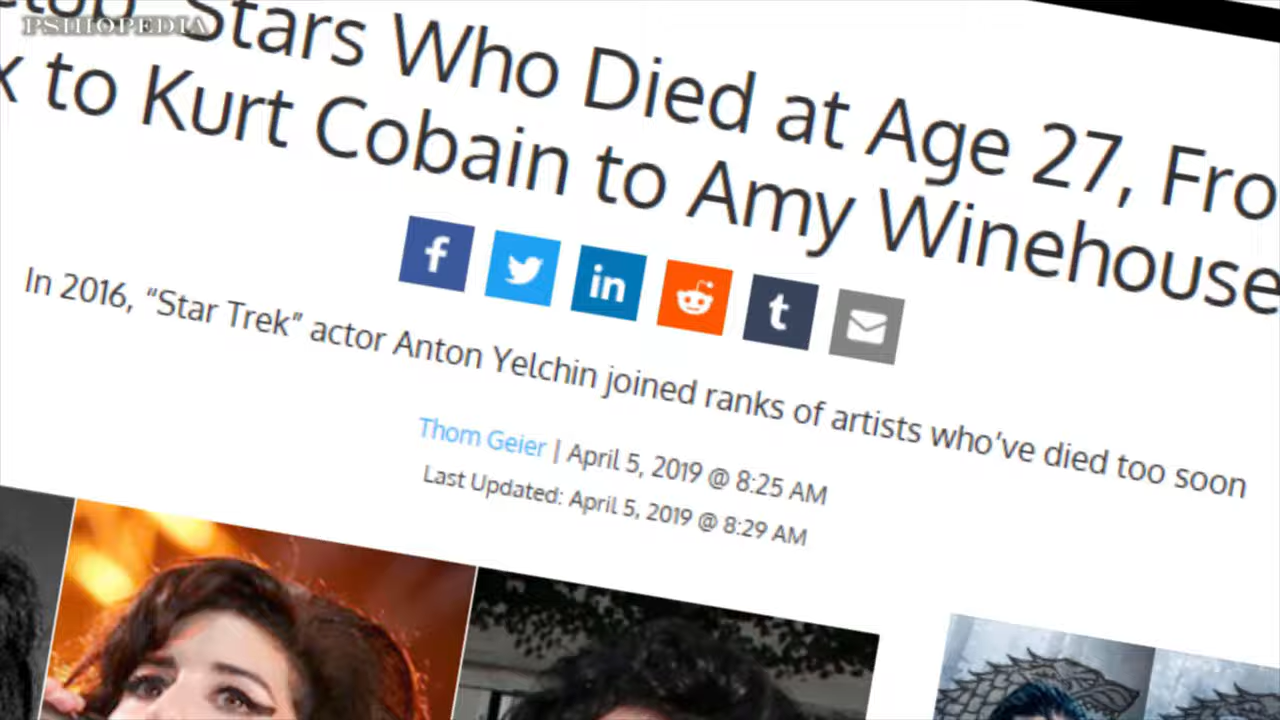 PSIHOPEDIA
Stars Who Died at Age 27, Fro
x to Kurt Cobain to Amy Winehouse
f in t
In 2016, “Star Trek” actor Anton Yelchin joined ranks of artists who’ve died too soon
Thom Geier | April 5, 2019 @ 8:25 AM
Last Updated: April 5, 2019 @ 8:29 AM